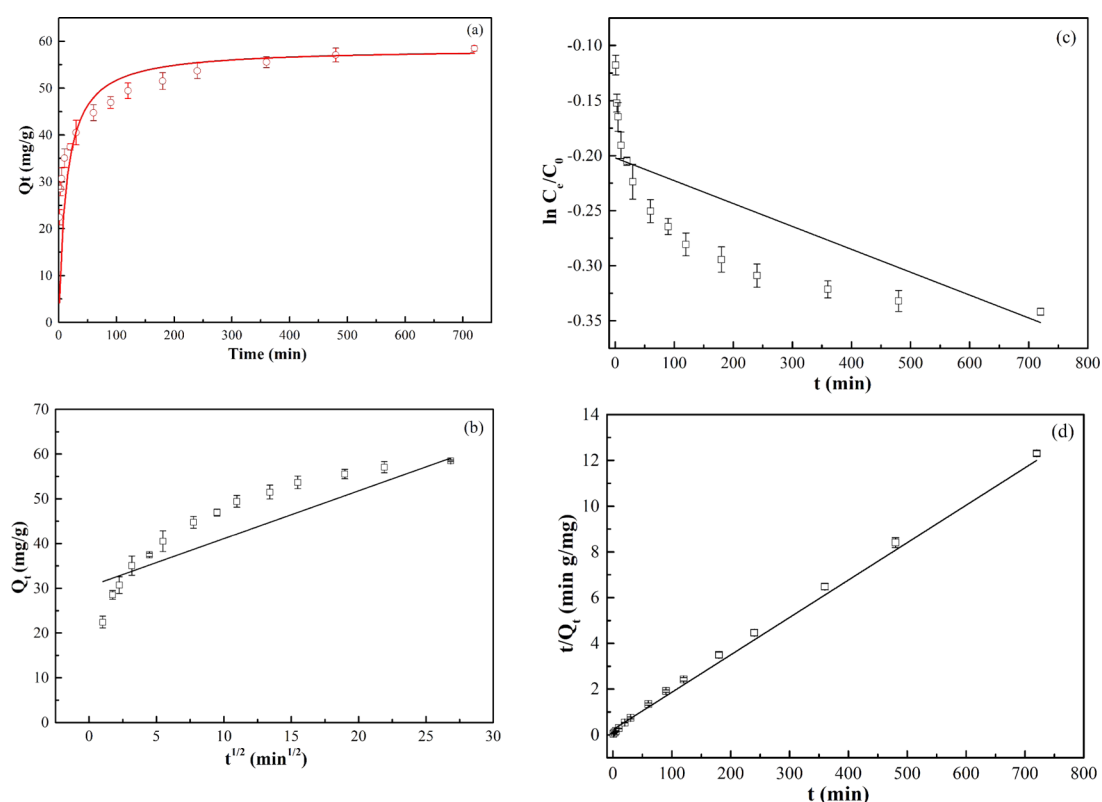 (a)
60
50
40
30
20
10
0
Qt (mg/g)
0 100 200 300 400 500 600 700
Time (min)
(c)
-0.10
-0.15
-0.20
-0.25
-0.30
-0.35
ln Cₑ/C₀
0 100 200 300 400 500 600 700 800
t (min)
(b)
70
60
50
40
30
20
10
0
Qₜ (mg/g)
0 5 10 15 20 25 30
t¹/² (min¹/²)
(d)
14
12
10
8
6
4
2
0
t/Qₜ (min g/mg)
0 100 200 300 400 500 600 700 800
t (min)